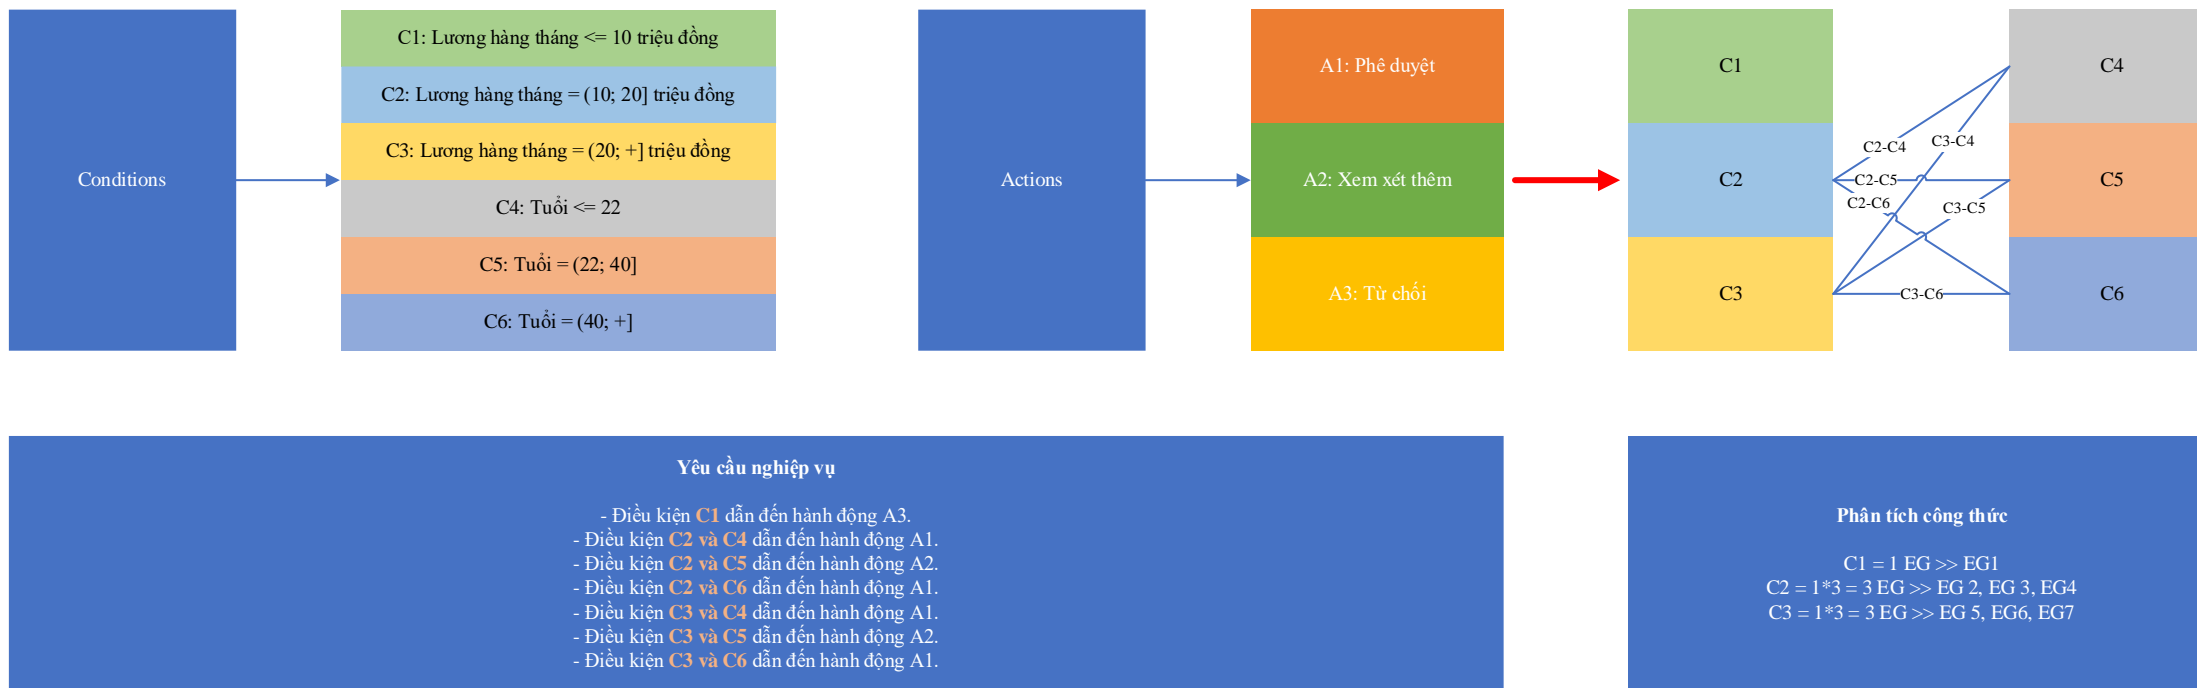 Conditions
C1: Lương hàng tháng <= 10 triệu đồng
C2: Lương hàng tháng = (10; 20] triệu đồng
C3: Lương hàng tháng = (20; +] triệu đồng
C4: Tuổi <= 22
C5: Tuổi = (22; 40]
C6: Tuổi = (40; +]
Actions
A1: Phê duyệt
A2: Xem xét thêm
A3: Từ chối
C1
C2
C3
C2-C4
C3-C4
C2-C5
C2-C6
C3-C5
C3-C6
C4
C5
C6
Yêu cầu nghiệp vụ
- Điều kiện C1 dẫn đến hành động A3.
- Điều kiện C2 và C4 dẫn đến hành động A1.
- Điều kiện C2 và C5 dẫn đến hành động A2.
- Điều kiện C2 và C6 dẫn đến hành động A1.
- Điều kiện C3 và C4 dẫn đến hành động A1.
- Điều kiện C3 và C5 dẫn đến hành động A2.
- Điều kiện C3 và C6 dẫn đến hành động A1.
Phân tích công thức
C1 = 1 EG >> EG1
C2 = 1*3 = 3 EG >> EG 2, EG 3, EG4
C3 = 1*3 = 3 EG >> EG 5, EG6, EG7